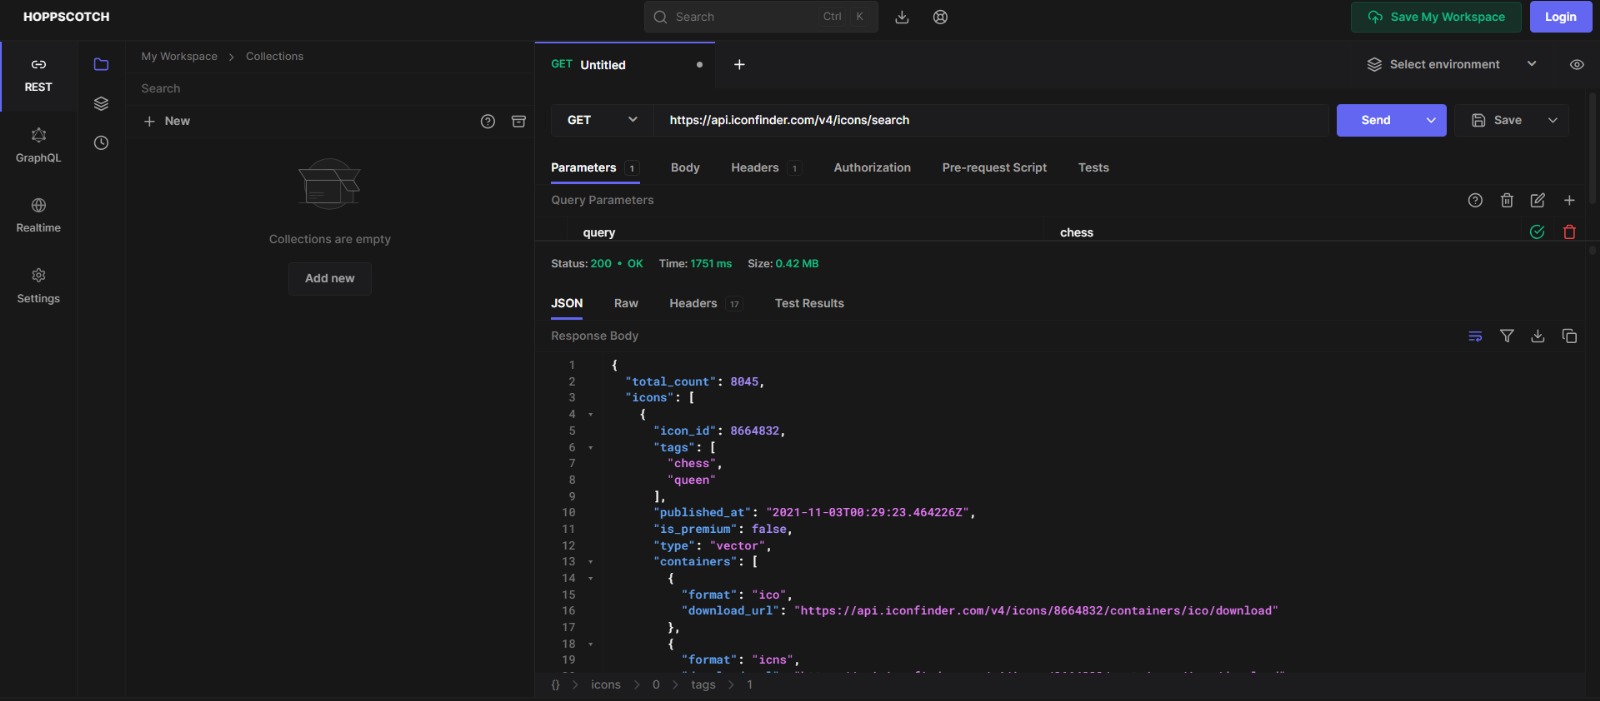 HOPPSCOTCH
Search
Ctrl K
Save My Workspace
Login
REST
GraphQL
Realtime
Settings
My Workspace > Collections
Search
+ New
Collections are empty
Add new
GET Untitled
Select environment
GET
https://api.iconfinder.com/v4/icons/search
Send
Save
Parameters 1 Body Headers 1 Authorization Pre-request Script Tests
Query Parameters
query chess
Status: 200 • OK Time: 1751 ms Size: 0.42 MB
JSON Raw Headers 17 Test Results
Response Body
1 {
2 "total_count": 8045,
3 "icons": [
4 {
5 "icon_id": 8664832,
6 "tags": [
7 "chess",
8 "queen"
9 ],
10 "published_at": "2021-11-03T00:29:23.464226Z",
11 "is_premium": false,
12 "type": "vector",
13 "containers": [
14 {
15 "format": "ico",
16 "download_url": "https://api.iconfinder.com/v4/icons/8664832/containers/ico/download"
17 },
18 {
19 "format": "icns",
{} > icons > 0 > tags > 1